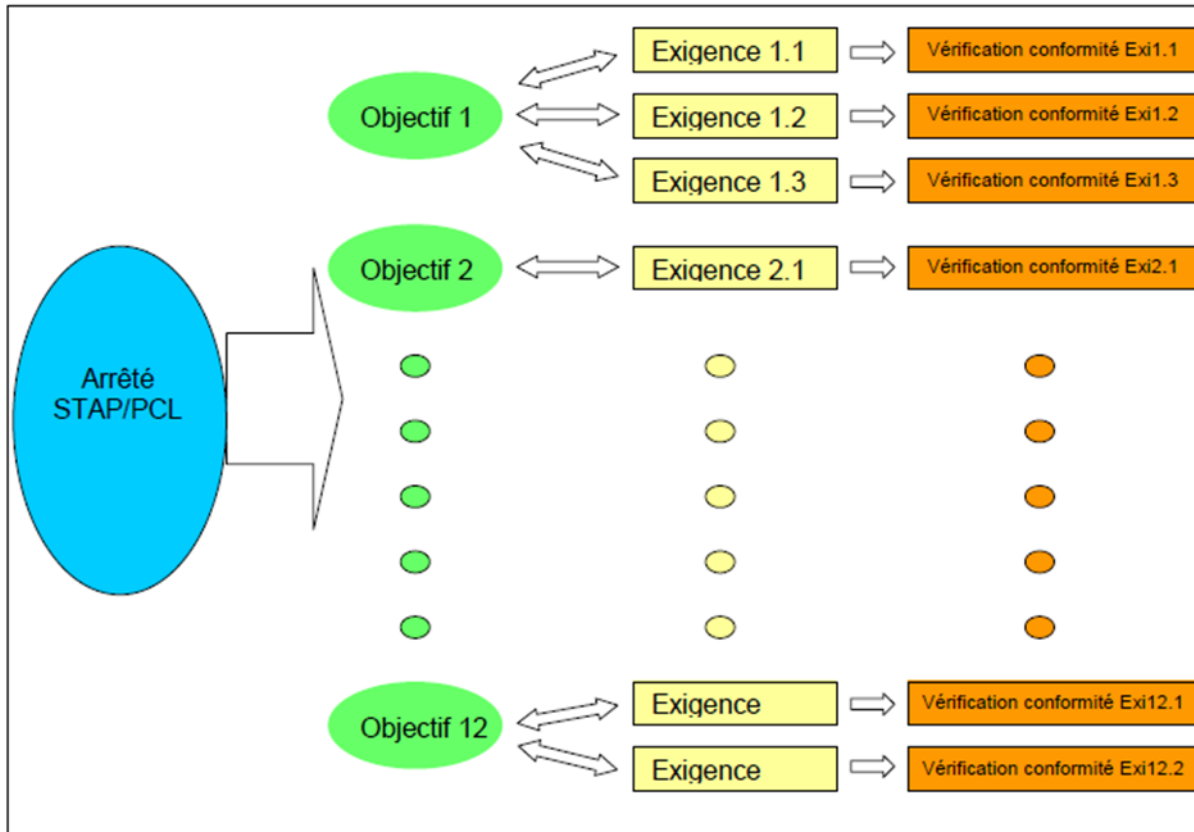 Exigence 1.1
Vérification conformité Exi1.1
Objectif 1
Exigence 1.2
Vérification conformité Exi1.2
Exigence 1.3
Vérification conformité Exi1.3
Objectif 2
Exigence 2.1
Vérification conformité Exi2.1
Arrêté
STAP/PCL
Objectif 12
Exigence
Vérification conformité Exi12.1
Exigence
Vérification conformité Exi12.2